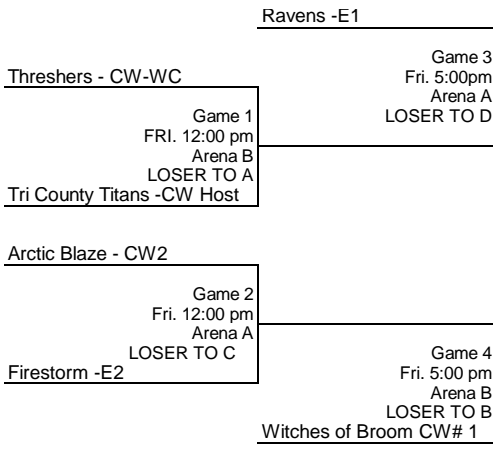 Ravens -E1
Game 3
Fri. 5:00pm
Arena A
LOSER TO D
Threshers - CW-WC
Game 1
FRI. 12:00 pm
Arena B
LOSER TO A
Tri County Titans -CW Host
Arctic Blaze - CW2
Game 2
Fri. 12:00 pm
Arena A
LOSER TO C
Firestorm -E2
Game 4
Fri. 5:00 pm
Arena B
LOSER TO B
Witches of Broom CW# 1